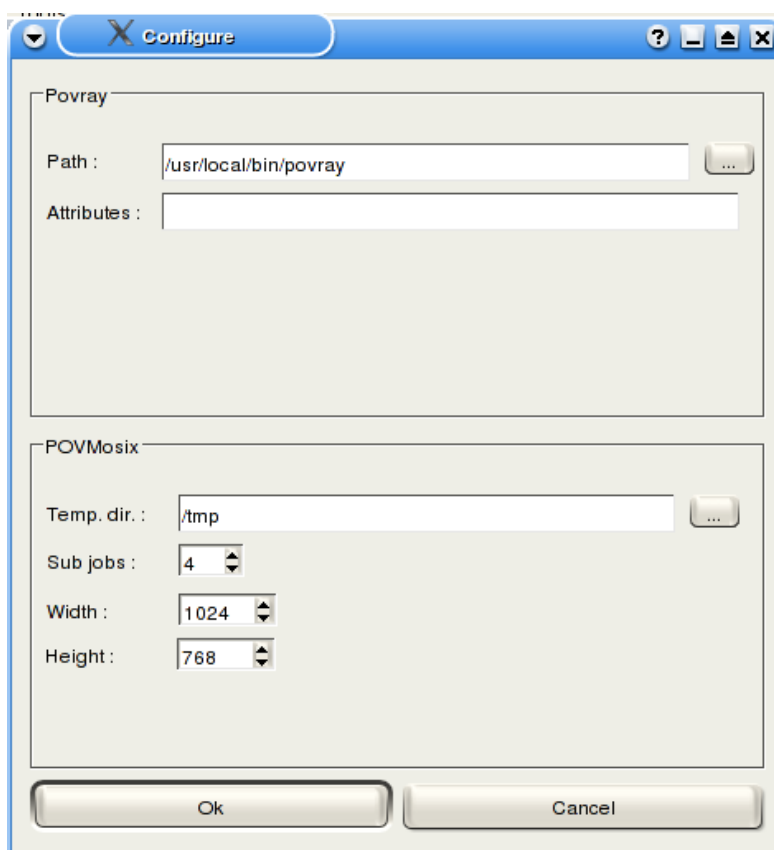 Configure
Povray
Path : /usr/local/bin/povray ...
Attributes :
POVMosix
Temp. dir. : /tmp ...
Sub jobs : 4
Width : 1024
Height : 768
Ok Cancel